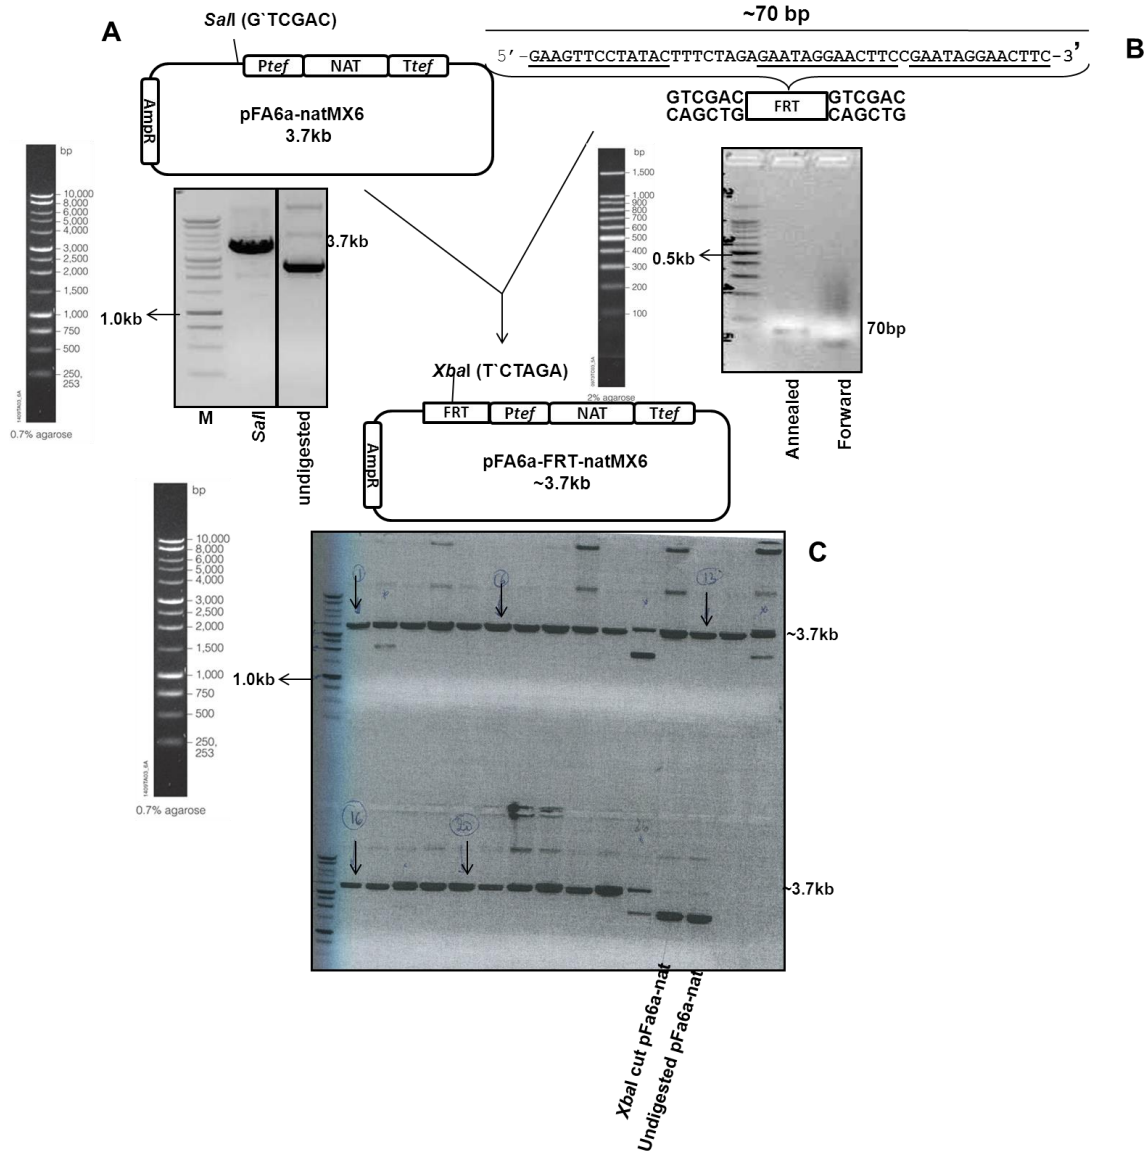 A
SalI (G`TCGAC)
Ptef
NAT
Ttef
AmpR
pFA6a-natMX6
3.7kb
~70 bp
5′-GAAGTTCCTATACTTTCTAGAGAATAGGAACTTCCGAATAGGAACTTC-3’
B
GTCGAC
CAGCTG
FRT
GTCGAC
CAGCTG
bp
10,000
8,000
6,000
5,000
4,000
3,000
2,500
2,000
1,500
1,000
750
500
250,
253
1409TA03_6A
0.7% agarose
3.7kb
1.0kb
M
SalI
undigested
bp
1,500
1,000
900
800
700
600
500
400
300
200
100
2% agarose
0.5kb
70bp
Annealed
Forward
XbaI (T`CTAGA)
FRT
Ptef
NAT
Ttef
AmpR
pFA6a-FRT-natMX6
~3.7kb
bp
10,000
8,000
6,000
5,000
4,000
3,000
2,500
2,000
1,500
1,000
750
500
250,
253
1409TA03_6A
0.7% agarose
1.0kb
C
1
13
~3.7kb
16
20
~3.7kb
XbaI cut pFa6a-nat
Undigested pFa6a-nat